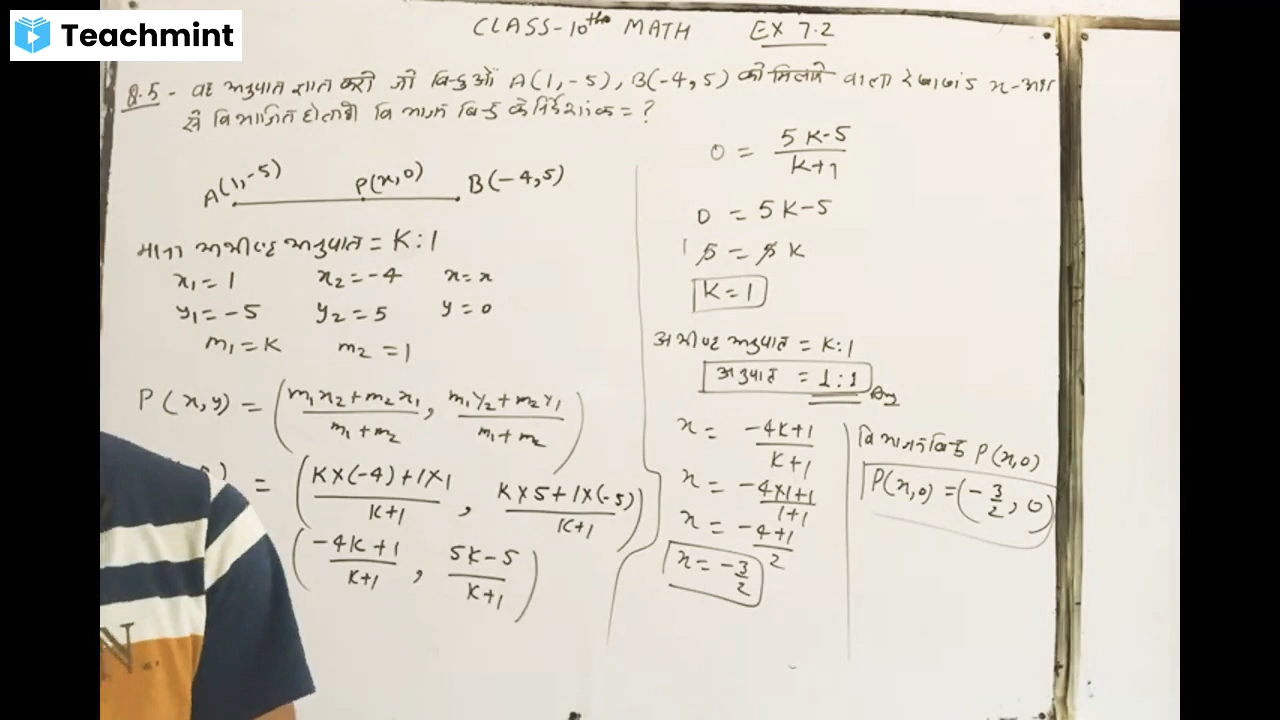 Teachmint
CLASS-10th MATH EX 7.2
Q.5 - वह अनुपात ज्ञात करो जो बिन्दुओं A(1,-5), B(-4,5) को मिलाने वाला रेखाखंड x-अक्ष
से विभाजित होता है। विभाजन बिन्दु के निर्देशांक = ?
A(1,-5) P(x,0) B(-4,5)
माना अभीष्ट अनुपात = K:1
x₁=1 x₂=-4 x=x
y₁=-5 y₂=5 y=0
m₁=K m₂=1
P(x,y) = (m₁x₂+m₂x₁/m₁+m₂, m₁y₂+m₂y₁/m₁+m₂)
= (K×(-4)+1×1/K+1, K×5+1×(-5)/K+1)
(-4K+1/K+1, 5K-5/K+1)
0 = 5K-5/K+1
0 = 5K-5
1 5 = 5K
K=1
अभीष्ट अनुपात = K:1
अनुपात = 1:1 Ans
x = -4K+1/K+1
x = -4×1+1/1+1
x = -4+1/2
x = -3/2
विभाजन बिन्दु P(x,0)
P(x,0) = (-3/2, 0)